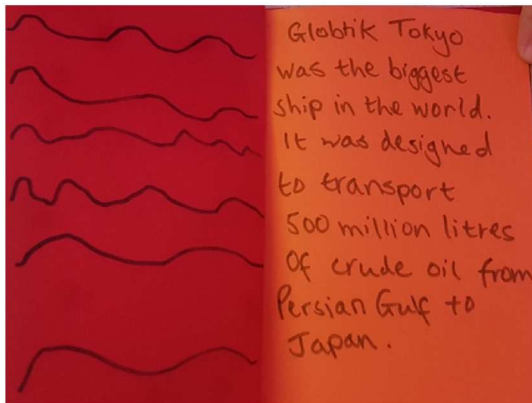 Globtik Tokyo
was the biggest
ship in the world.
It was designed
to transport
500 million litres
Of crude oil from
Persian Gulf to
Japan.